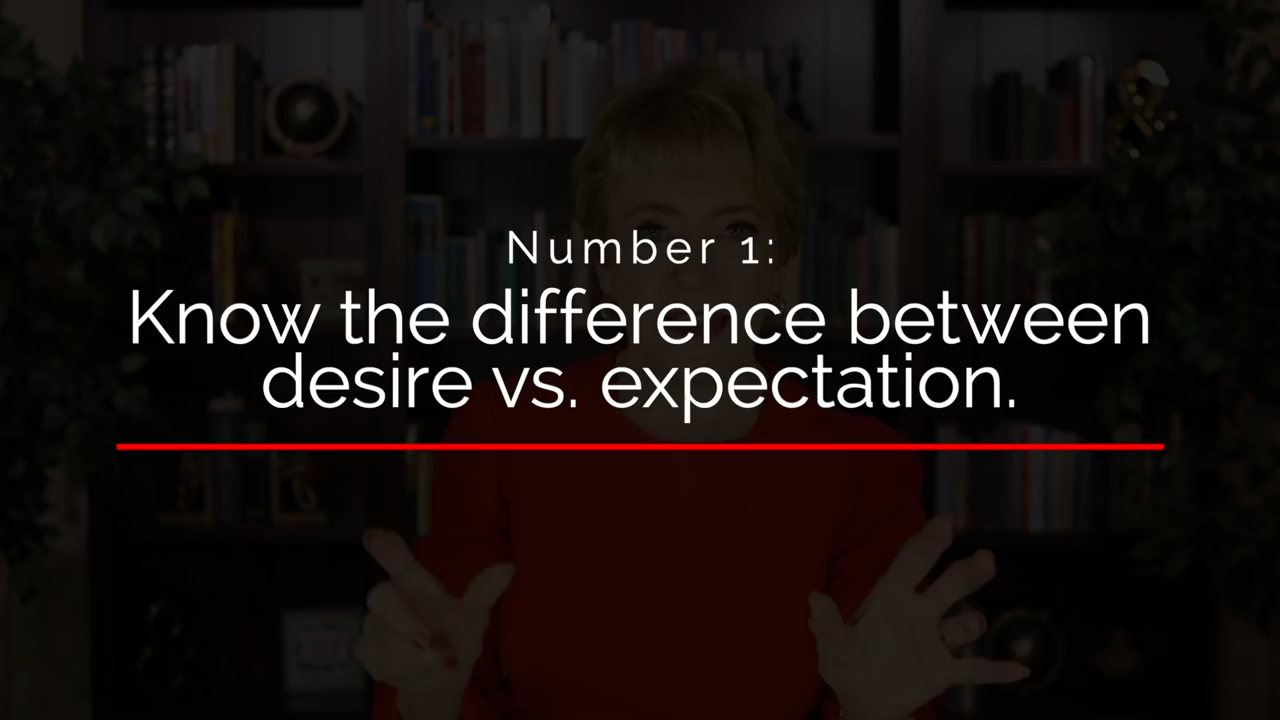 Number 1:
Know the difference between
desire vs. expectation.